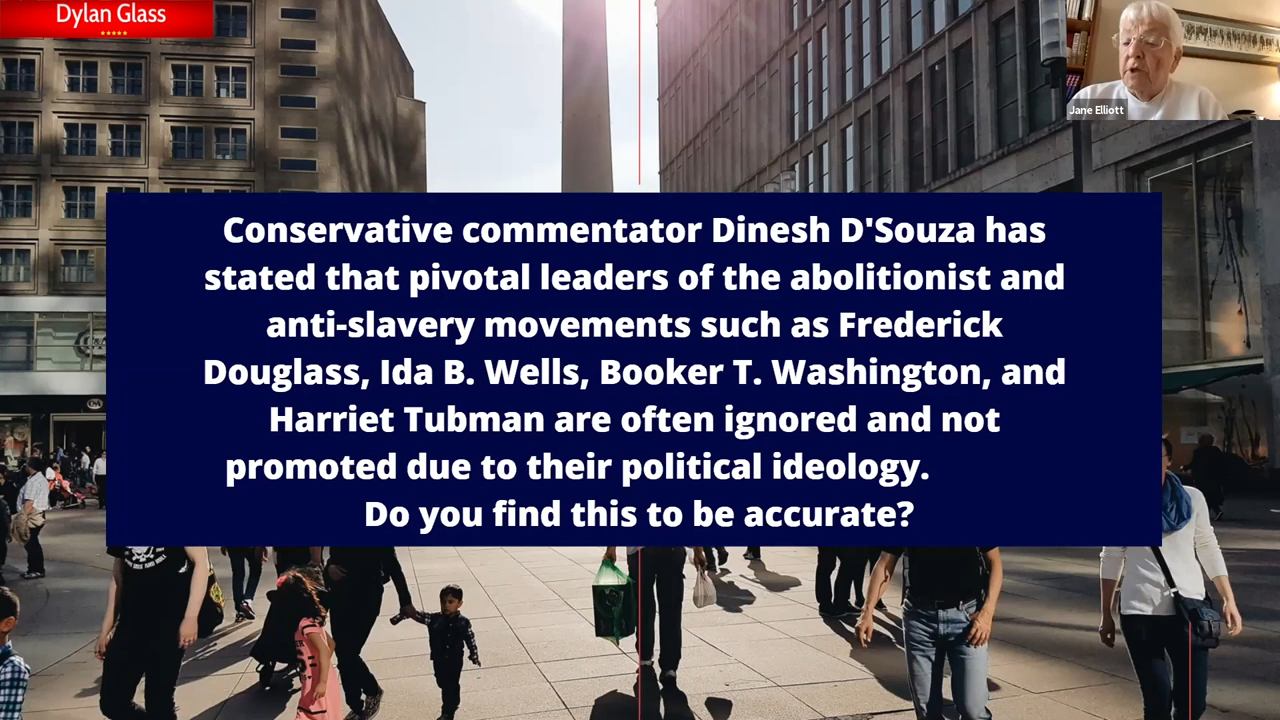 Dylan Glass
Jane Elliott
Conservative commentator Dinesh D'Souza has
stated that pivotal leaders of the abolitionist and
anti-slavery movements such as Frederick
Douglass, Ida B. Wells, Booker T. Washington, and
Harriet Tubman are often ignored and not
promoted due to their political ideology.
Do you find this to be accurate?